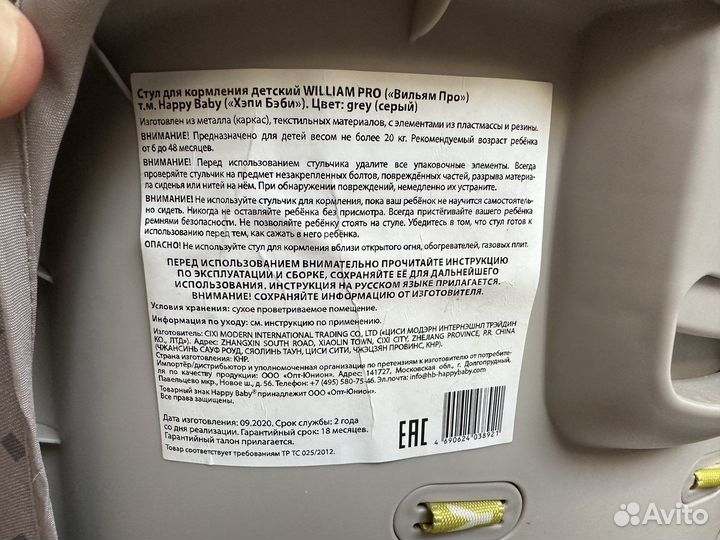 Стул для кормления детский WILLIAM PRO («Вильям Про»)
т.м. Happy Baby («Хэпи Бэби»). Цвет: grey (серый)
Изготовлен из металла (каркас), текстильных материалов, с элементами из пластмассы и резины.
ВНИМАНИЕ! Предназначено для детей весом не более 20 кг. Рекомендуемый возраст ребёнка
от 6 до 48 месяцев.
ВНИМАНИЕ! Перед использованием стульчика удалите все упаковочные элементы. Всегда
проверяйте стульчик на предмет незакрепленных болтов, повреждённых частей, разрыва материа-
ла сиденья или нитей на нём. При обнаружении повреждений, немедленно их устраните.
ВНИМАНИЕ! Не используйте стульчик для кормления, пока ваш ребёнок не научится самостоятель-
но сидеть. Никогда не оставляйте ребёнка без присмотра. Всегда пристёгивайте вашего ребёнка
ремнями безопасности. Не позволяйте ребёнку стоять на стуле. Убедитесь в том, что стул готов к
использованию перед тем, как сажать в него ребёнка.
ОПАСНО! Не используйте стул для кормления вблизи открытого огня, обогревателей, газовых плит.
ПЕРЕД ИСПОЛЬЗОВАНИЕМ ВНИМАТЕЛЬНО ПРОЧИТАЙТЕ ИНСТРУКЦИЮ
ПО ЭКСПЛУАТАЦИИ И СБОРКЕ, СОХРАНЯЙТЕ ЕЁ ДЛЯ ДАЛЬНЕЙШЕГО
ИСПОЛЬЗОВАНИЯ. ИНСТРУКЦИЯ НА РУССКОМ ЯЗЫКЕ ПРИЛАГАЕТСЯ.
ВНИМАНИЕ! СОХРАНЯЙТЕ ИНФОРМАЦИЮ ОТ ИЗГОТОВИТЕЛЯ.
Условия хранения: сухое проветриваемое помещение.
Информация по уходу: см. инструкцию по применению.
Изготовитель: CIXI MODERN INTERNATIONAL TRADING CO., LTD («ЦИСИ МОДЭРН ИНТЕРНЭШНЛ ТРЭЙДИН
КО., ЛТД»). Адрес: ZHANGXIN SOUTH ROAD, XIAOLIN TOWN, CIXI CITY, ZHEJIANG PROVINCE, P.R. CHINA
(ЧЖАНСИНЬ САУФ РОУД, СЯОЛИНЬ ТАУН, ЦИСИ СИТИ, ЧЖЭЦЗЯН ПРОВИНС, КНР).
Страна изготовления: КНР.
Импортёр/дистрибьютор и уполномоченная организация по претензиям к изготовителю от потребите-
ля по качеству продукции: ООО «Опт-Юнион». Адрес: 141727, Московская обл., г. Долгопрудный,
Павельцево мкр., Новое ш., д. 56. Телефон: +7 (495) 580-75-46. Эл.почта: info@hb-happybaby.com
Товарный знак Happy Baby® принадлежит ООО «Опт-Юнион».
Все права защищены.
Дата изготовления: 09.2020. Срок службы: 2 года
со дня реализации. Гарантийный срок: 18 месяцев.
Гарантийный талон прилагается.
Товар соответствует требованиям ТР ТС 025/2012.
EAC
4 690624 038921
Avito